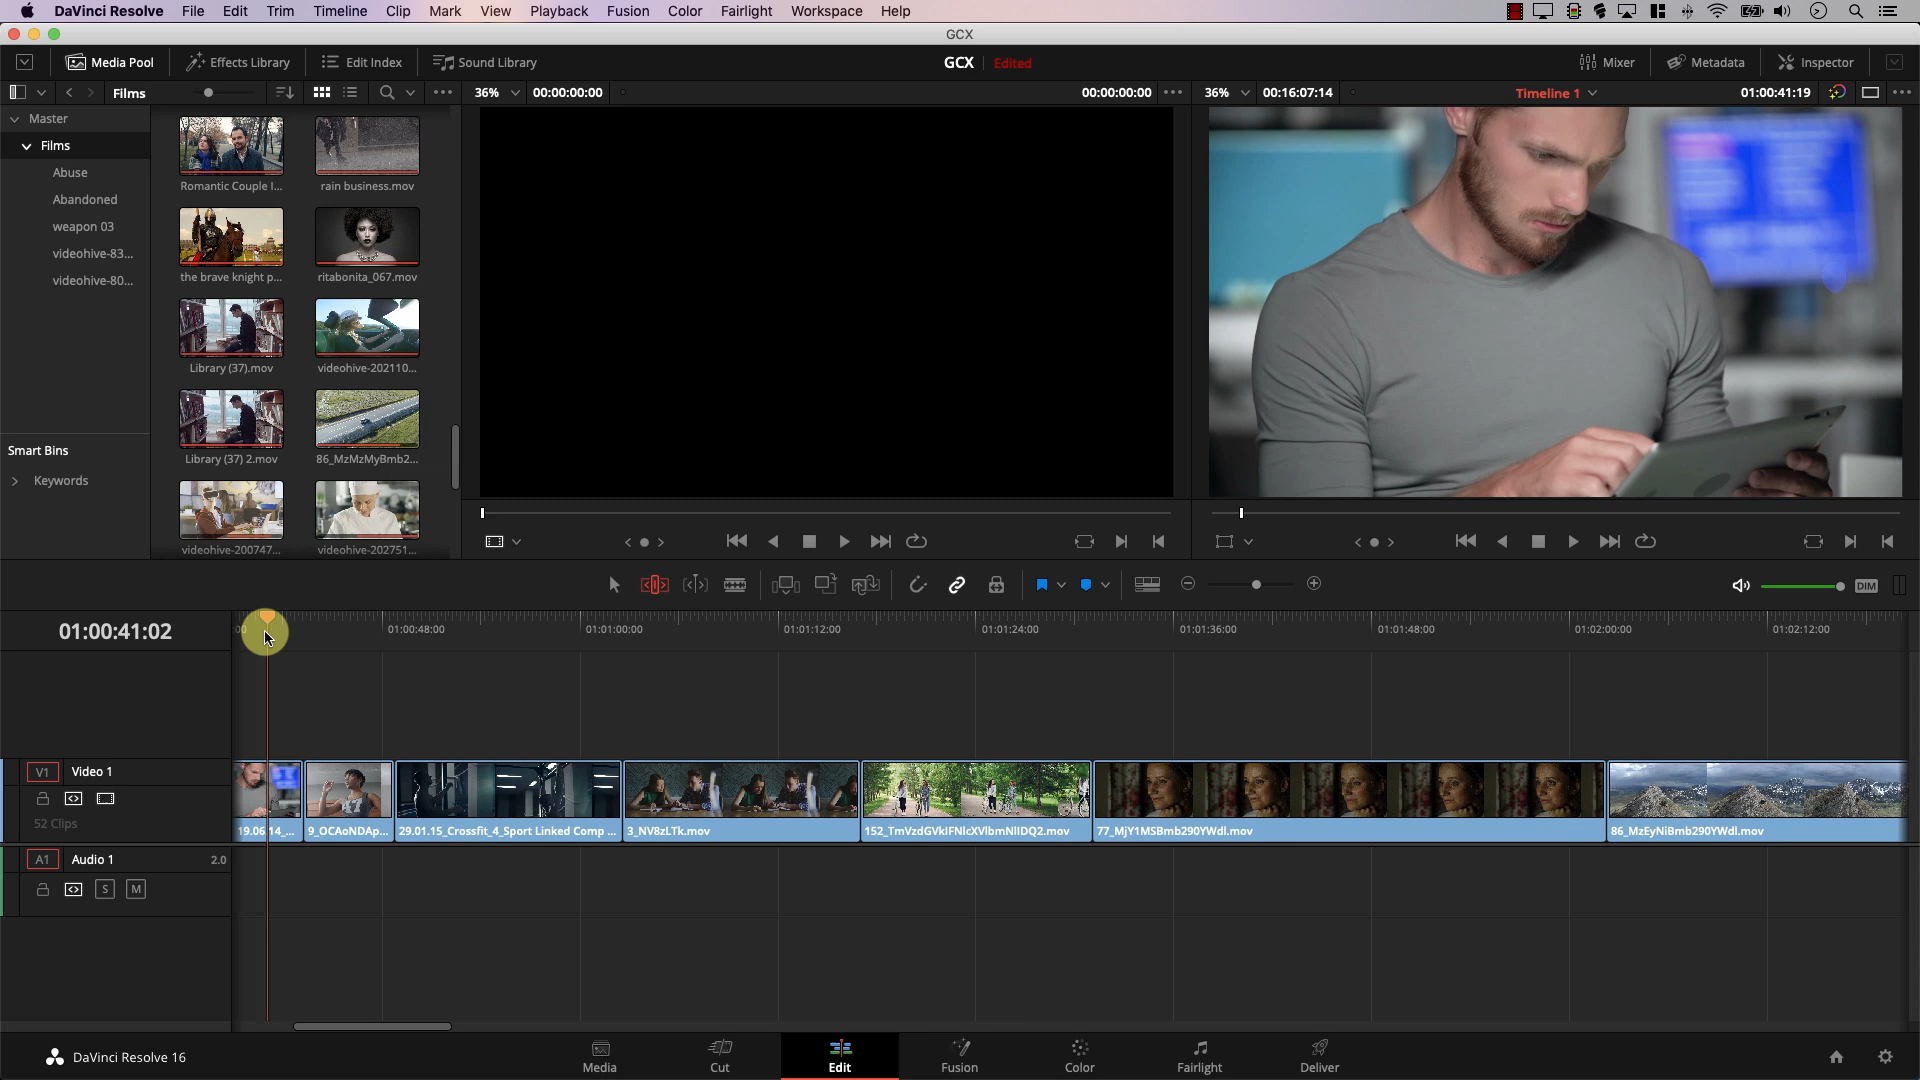 DaVinci Resolve File Edit Trim Timeline Clip Mark View Playback Fusion Color Fairlight Workspace Help
GCX
Media Pool Effects Library Edit Index Sound Library GCX Edited Mixer Metadata Inspector
Films 36% 00:00:00:00 00:00:00:00 36% 00:16:07:14 Timeline 1 01:00:41:19
Master
Films
Abuse
Abandoned
weapon 03
videohive-83...
videohive-80...
Smart Bins
Keywords
Romantic Couple I... rain business.mov
the brave knight p... ritabonita_067.mov
Library (37).mov videohive-202110...
Library (37) 2.mov 86_MzMzMyBmb2...
videohive-200747... videohive-202751...
DIM
01:00:41:02 01:00:48:00 01:01:00:00 01:01:12:00 01:01:24:00 01:01:36:00 01:01:48:00 01:02:00:00 01:02:12:00
V1 Video 1
52 Clips
19.06.14_... 9_OCAoNDAp... 29.01.15_Crossfit_4_Sport Linked Comp ... 3_NV8zLTk.mov 152_TmVzdGVkIFNlcXVlbmNlIDQ2.mov 77_MjY1MSBmb290YWdl.mov 86_MzEyNiBmb290YWdl.mov
A1 Audio 1 2.0
S M
DaVinci Resolve 16 Media Cut Edit Fusion Color Fairlight Deliver